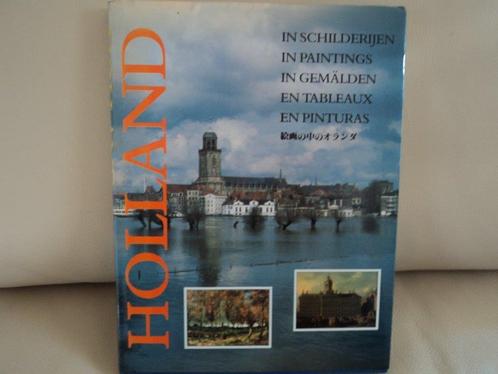 HOLLAND
IN SCHILDERIJEN
IN PAINTINGS
IN GEMÄLDEN
EN TABLEAUX
EN PINTURAS
絵画の中のオランダ